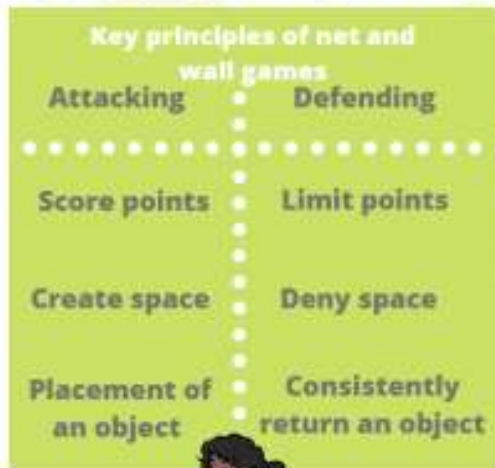 Key principles of net and
wall games
Attacking Defending
Score points Limit points
Create space Deny space
Placement of
an object
Consistently
return an object